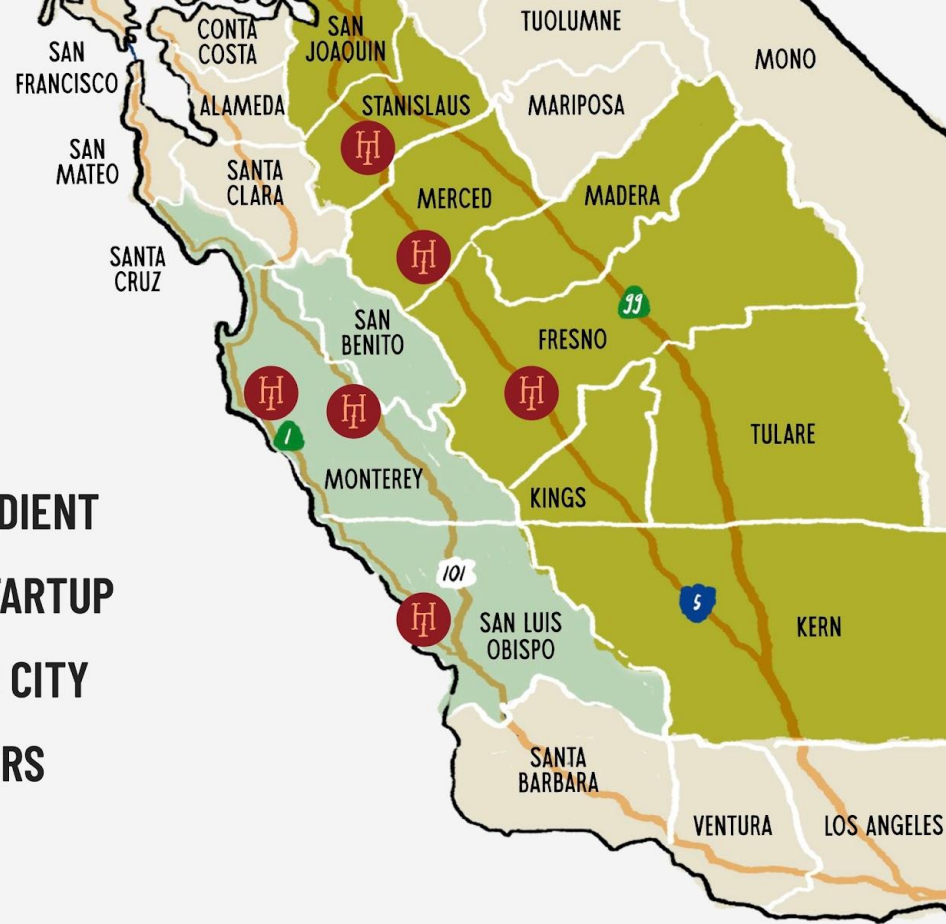 CONTA
COSTA
SAN
JOAQUIN
TUOLUMNE
MONO
SAN
FRANCISCO
ALAMEDA
STANISLAUS
MARIPOSA
SAN
MATEO
SANTA
CLARA
MERCED
MADERA
SANTA
CRUZ
99
SAN
BENITO
FRESNO
1
TULARE
MONTEREY
KINGS
DIENT
TARTUP
101
5
SAN LUIS
OBISPO
KERN
CITY
RS
SANTA
BARBARA
VENTURA
LOS ANGELES